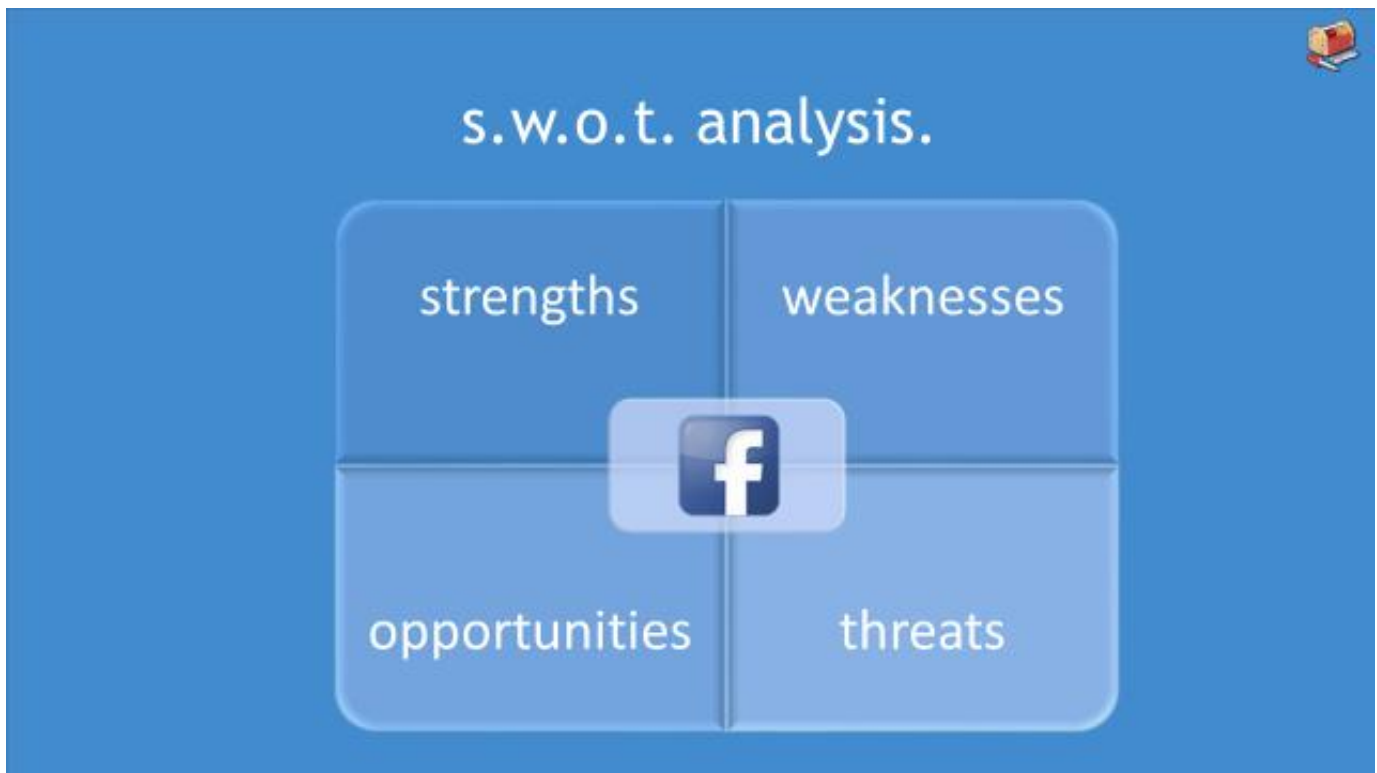 s.w.o.t. analysis.
strengths
weaknesses
f
opportunities
threats